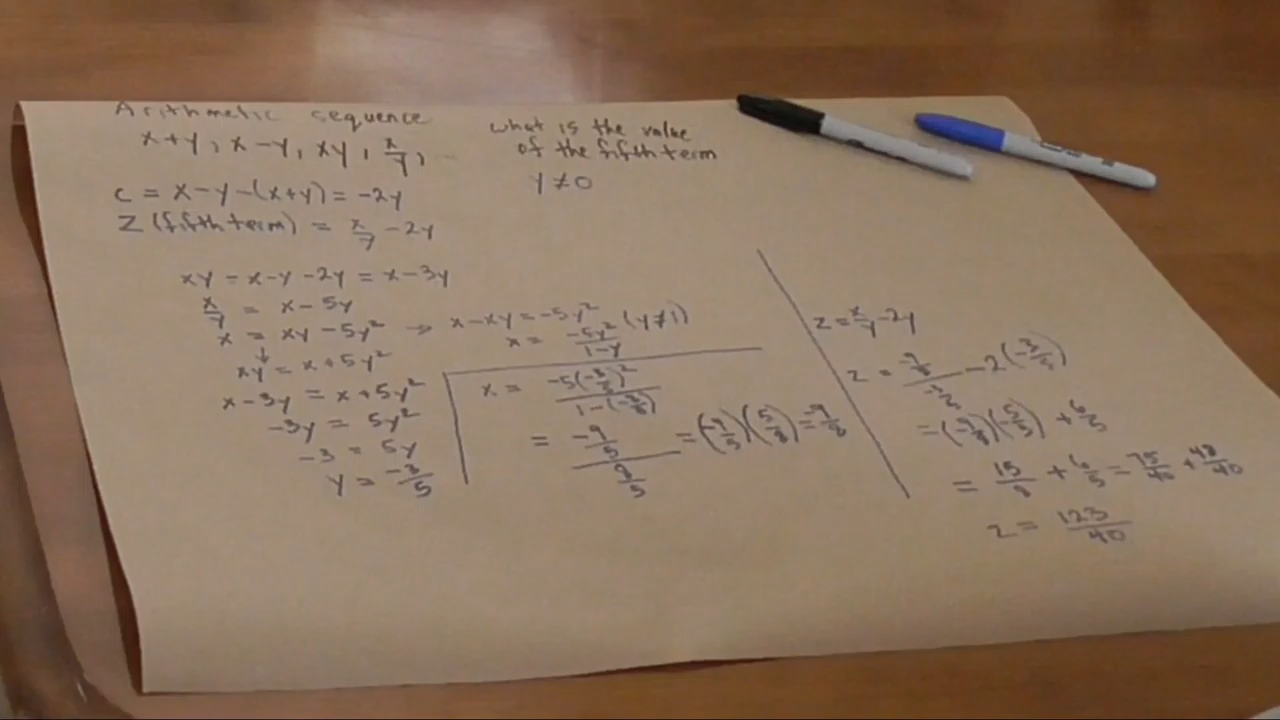 Arithmetic sequence
x+y, x-y, xy, x/y,
what is the value
of the fifth term
y≠0
c = x-y-(x+y) = -2y
z (fifth term) = x/y - 2y
xy = x-y-2y = x-3y
x/y = x-5y
x = xy-5y² → x-xy = -5y²
x = -5y²/1-y (y≠1)
xy = x+5y²
x-3y = x+5y²
-3y = 5y²
-3 = 5y
y = -3/5
x = -5(-3/5)²/1-(-3/5)
= -9/5/8/5 = (-9/5)(5/8) = -9/8
z = x/y-2y
z = -9/8/-3/5 - 2(-3/5)
= (-9/8)(-5/3) + 6/5
= 15/8 + 6/5 = 75/40 + 48/40
z = 123/40